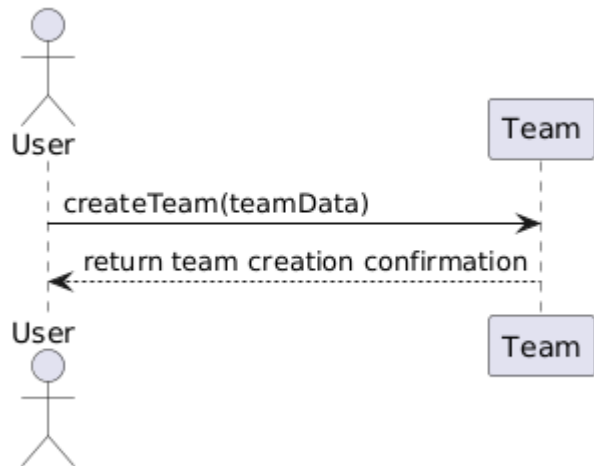 User
Team
createTeam(teamData)
return team creation confirmation
User
Team